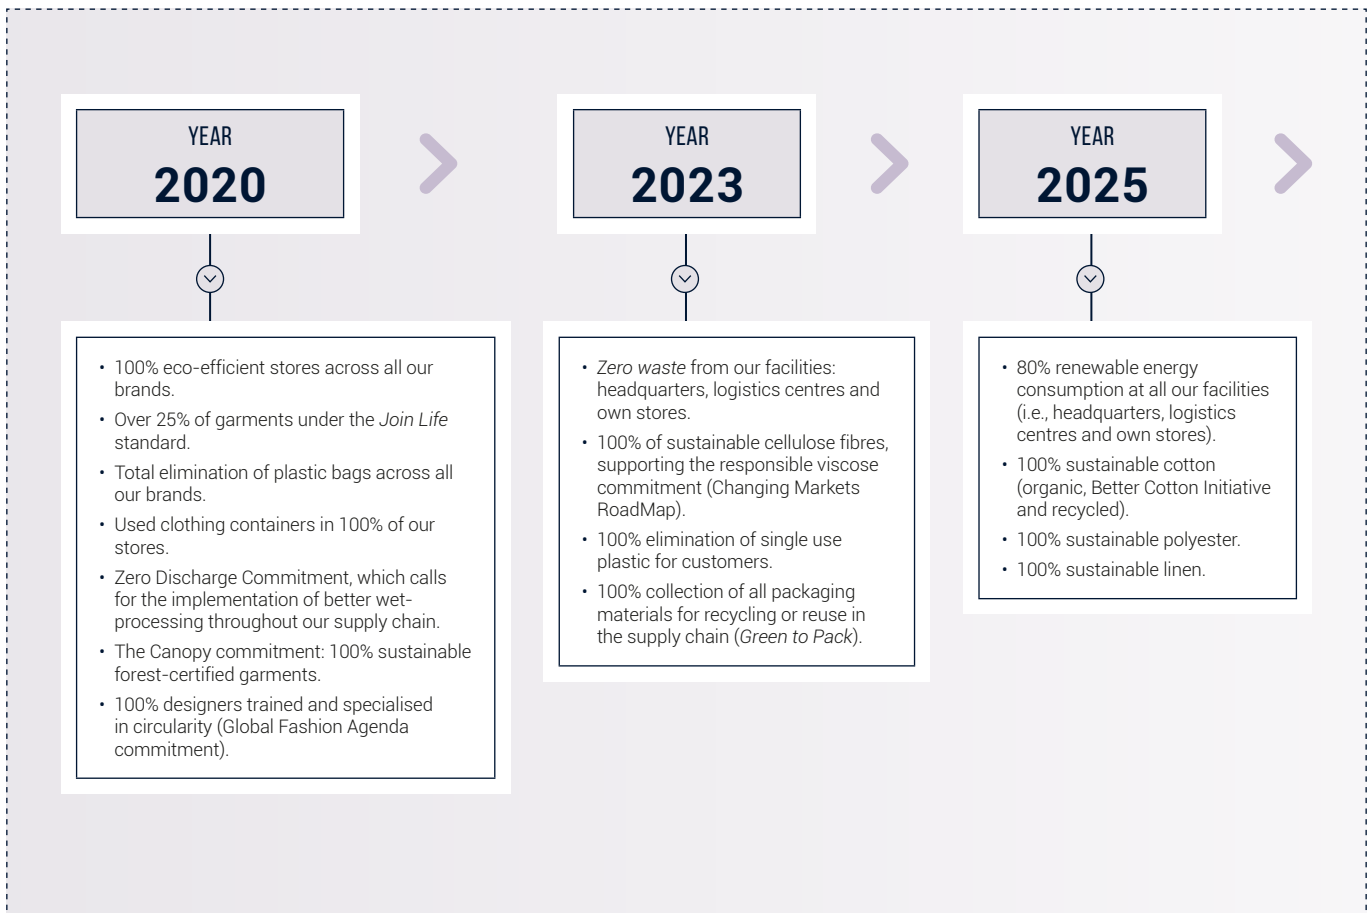 YEAR
2020
• 100% eco-efficient stores across all our
brands.
• Over 25% of garments under the Join Life
standard.
• Total elimination of plastic bags across all
our brands.
• Used clothing containers in 100% of our
stores.
• Zero Discharge Commitment, which calls
for the implementation of better wet-
processing throughout our supply chain.
• The Canopy commitment: 100% sustainable
forest-certified garments.
• 100% designers trained and specialised
in circularity (Global Fashion Agenda
commitment).
YEAR
2023
• Zero waste from our facilities:
headquarters, logistics centres and
own stores.
• 100% of sustainable cellulose fibres,
supporting the responsible viscose
commitment (Changing Markets
RoadMap).
• 100% elimination of single use
plastic for customers.
• 100% collection of all packaging
materials for recycling or reuse in
the supply chain (Green to Pack).
YEAR
2025
• 80% renewable energy
consumption at all our facilities
(i.e., headquarters, logistics
centres and own stores).
• 100% sustainable cotton
(organic, Better Cotton Initiative
and recycled).
• 100% sustainable polyester.
• 100% sustainable linen.